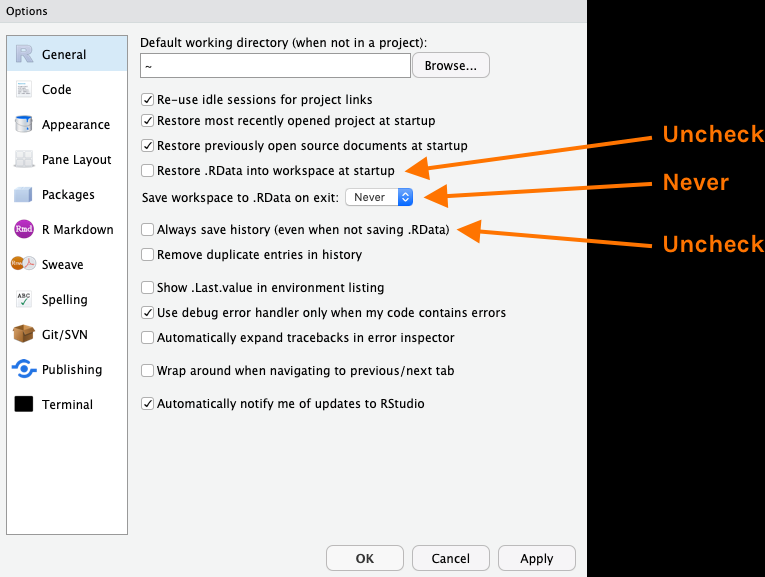 Options
General
Code
Appearance
Pane Layout
Packages
R Markdown
Sweave
Spelling
Git/SVN
Publishing
Terminal
R
Rmd
ABC
Default working directory (when not in a project):
~
Browse...
Re-use idle sessions for project links
Restore most recently opened project at startup
Restore previously open source documents at startup
Restore .RData into workspace at startup
Uncheck
Save workspace to .RData on exit: Never
Never
Always save history (even when not saving .RData)
Uncheck
Remove duplicate entries in history
Show .Last.value in environment listing
Use debug error handler only when my code contains errors
Automatically expand tracebacks in error inspector
Wrap around when navigating to previous/next tab
Automatically notify me of updates to RStudio
OK
Cancel
Apply